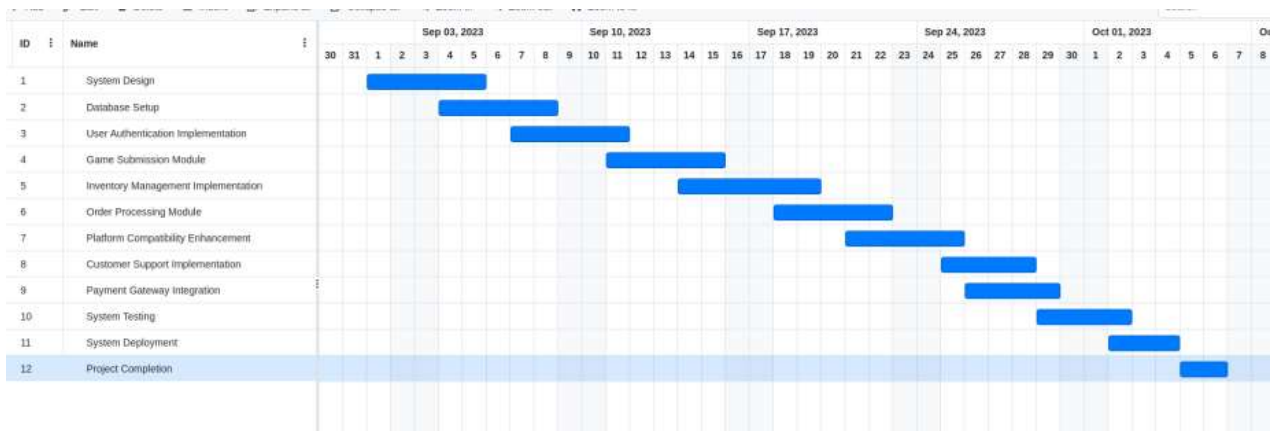 Sep 03, 2023 Sep 10, 2023 Sep 17, 2023 Sep 24, 2023 Oct 01, 2023
ID Name
30 31 1 2 3 4 5 6 7 8 9 10 11 12 13 14 15 16 17 18 19 20 21 22 23 24 25 26 27 28 29 30 1 2 3 4 5 6 7 8
1 System Design
2 Database Setup
3 User Authentication Implementation
4 Game Submission Module
5 Inventory Management Implementation
6 Order Processing Module
7 Platform Compatibility Enhancement
8 Customer Support Implementation
9 Payment Gateway Integration
10 System Testing
11 System Deployment
12 Project Completion